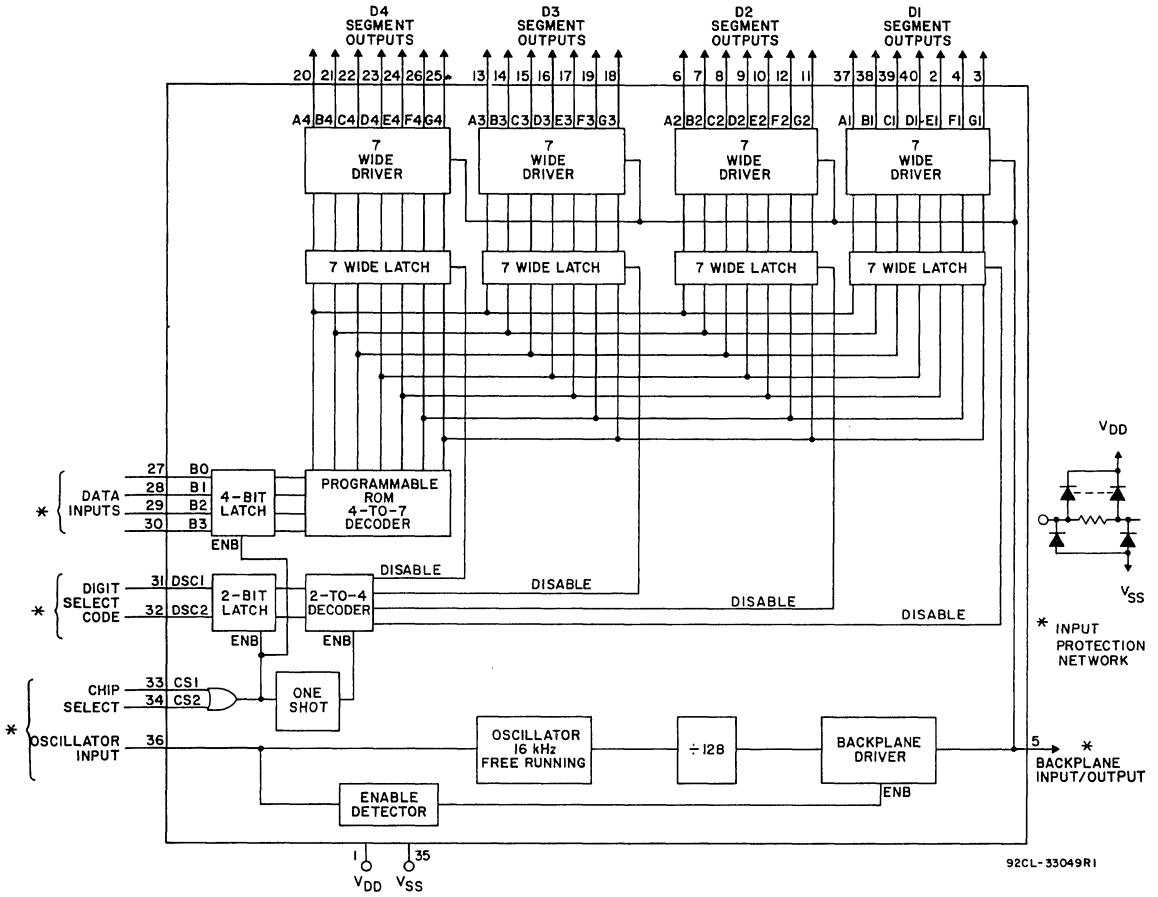 D4 SEGMENT OUTPUTS
D3 SEGMENT OUTPUTS
D2 SEGMENT OUTPUTS
D1 SEGMENT OUTPUTS
20 21 22 23 24 26 25
13 14 15 16 17 19 18
6 7 8 9 10 12 11
37 38 39 40 2 4 3
A4 B4 C4 D4 E4 F4 G4
A3 B3 C3 D3 E3 F3 G3
A2 B2 C2 D2 E2 F2 G2
A1 B1 C1 D1 E1 F1 G1
7 WIDE DRIVER
7 WIDE DRIVER
7 WIDE DRIVER
7 WIDE DRIVER
7 WIDE LATCH
7 WIDE LATCH
7 WIDE LATCH
7 WIDE LATCH
* DATA INPUTS
27 B0
28 B1
29 B2
30 B3
4-BIT LATCH
ENB
PROGRAMMABLE ROM 4-TO-7 DECODER
* DIGIT SELECT CODE
31 DSC1
32 DSC2
2-BIT LATCH
ENB
2-TO-4 DECODER
ENB
DISABLE
DISABLE
DISABLE
DISABLE
VDD
VSS
* INPUT PROTECTION NETWORK
* CHIP SELECT
33 CS1
34 CS2
ONE SHOT
OSCILLATOR INPUT
36
OSCILLATOR 16 kHz FREE RUNNING
÷128
BACKPLANE DRIVER
ENB
5 *
BACKPLANE INPUT/OUTPUT
ENABLE DETECTOR
1 VDD
35 VSS
92CL-33049R1